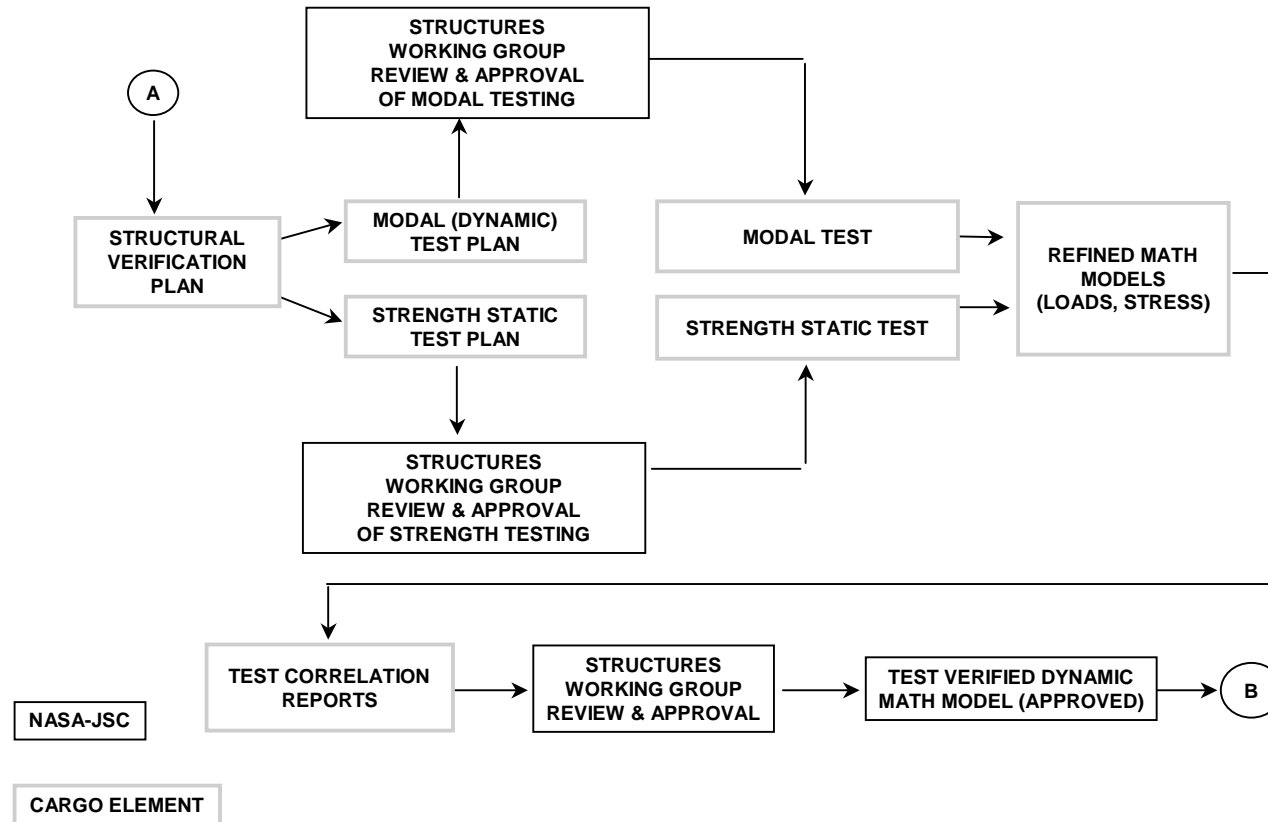 STRUCTURES
WORKING GROUP
REVIEW & APPROVAL
OF MODAL TESTING
A
STRUCTURAL
VERIFICATION
PLAN
MODAL (DYNAMIC)
TEST PLAN
MODAL TEST
REFINED MATH
MODELS
(LOADS, STRESS)
STRENGTH STATIC
TEST PLAN
STRENGTH STATIC TEST
STRUCTURES
WORKING GROUP
REVIEW & APPROVAL
OF STRENGTH TESTING
TEST CORRELATION
REPORTS
STRUCTURES
WORKING GROUP
REVIEW & APPROVAL
TEST VERIFIED DYNAMIC
MATH MODEL (APPROVED)
B
NASA-JSC
CARGO ELEMENT